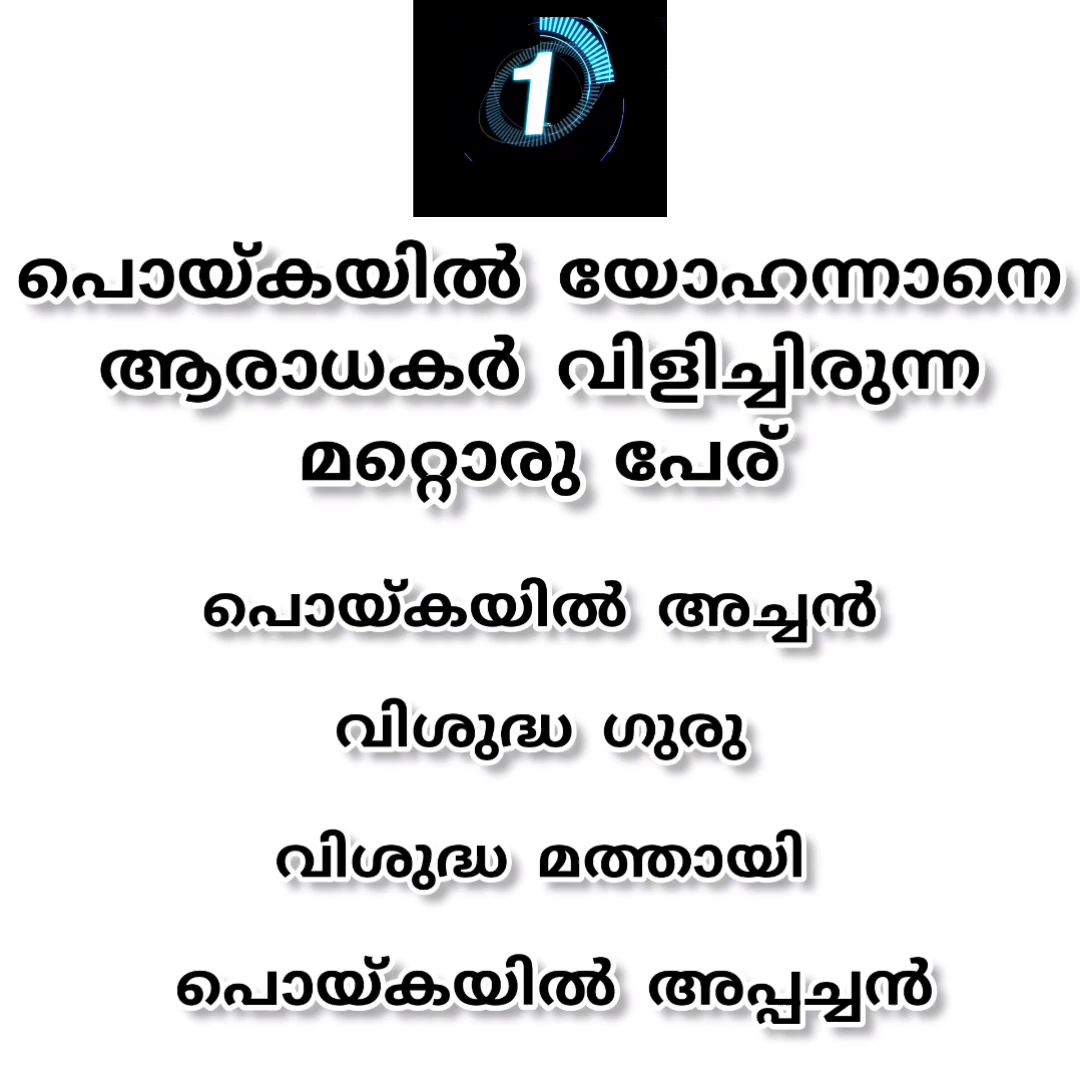 1
പൊയ്കയിൽ യോഹന്നാനെ
ആരാധകർ വിളിച്ചിരുന്ന
മറ്റൊരു പേര്
പൊയ്കയിൽ അച്ചൻ
വിശുദ്ധ ഗുരു
വിശുദ്ധ മത്തായി
പൊയ്കയിൽ അപ്പച്ചൻ